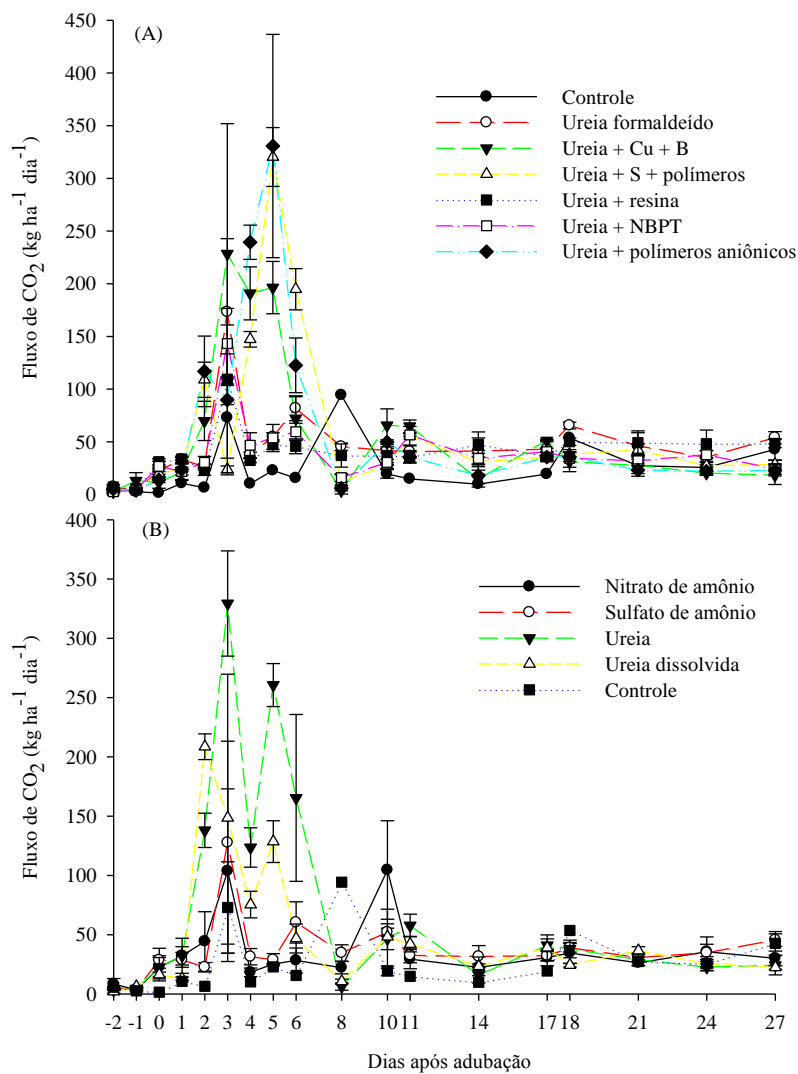 (A)
450
400
350
300
250
200
150
100
50
0
Fluxo de CO2 (kg ha-1 dia-1)
Controle
Ureia formaldeído
Ureia + Cu + B
Ureia + S + polímeros
Ureia + resina
Ureia + NBPT
Ureia + polímeros aniônicos
(B)
400
350
300
250
200
150
100
50
0
Fluxo de CO2 (kg ha-1 dia-1)
Nitrato de amônio
Sulfato de amônio
Ureia
Ureia dissolvida
Controle
-2 -1 0 1 2 3 4 5 6 8 10 11 14 17 18 21 24 27
Dias após adubação